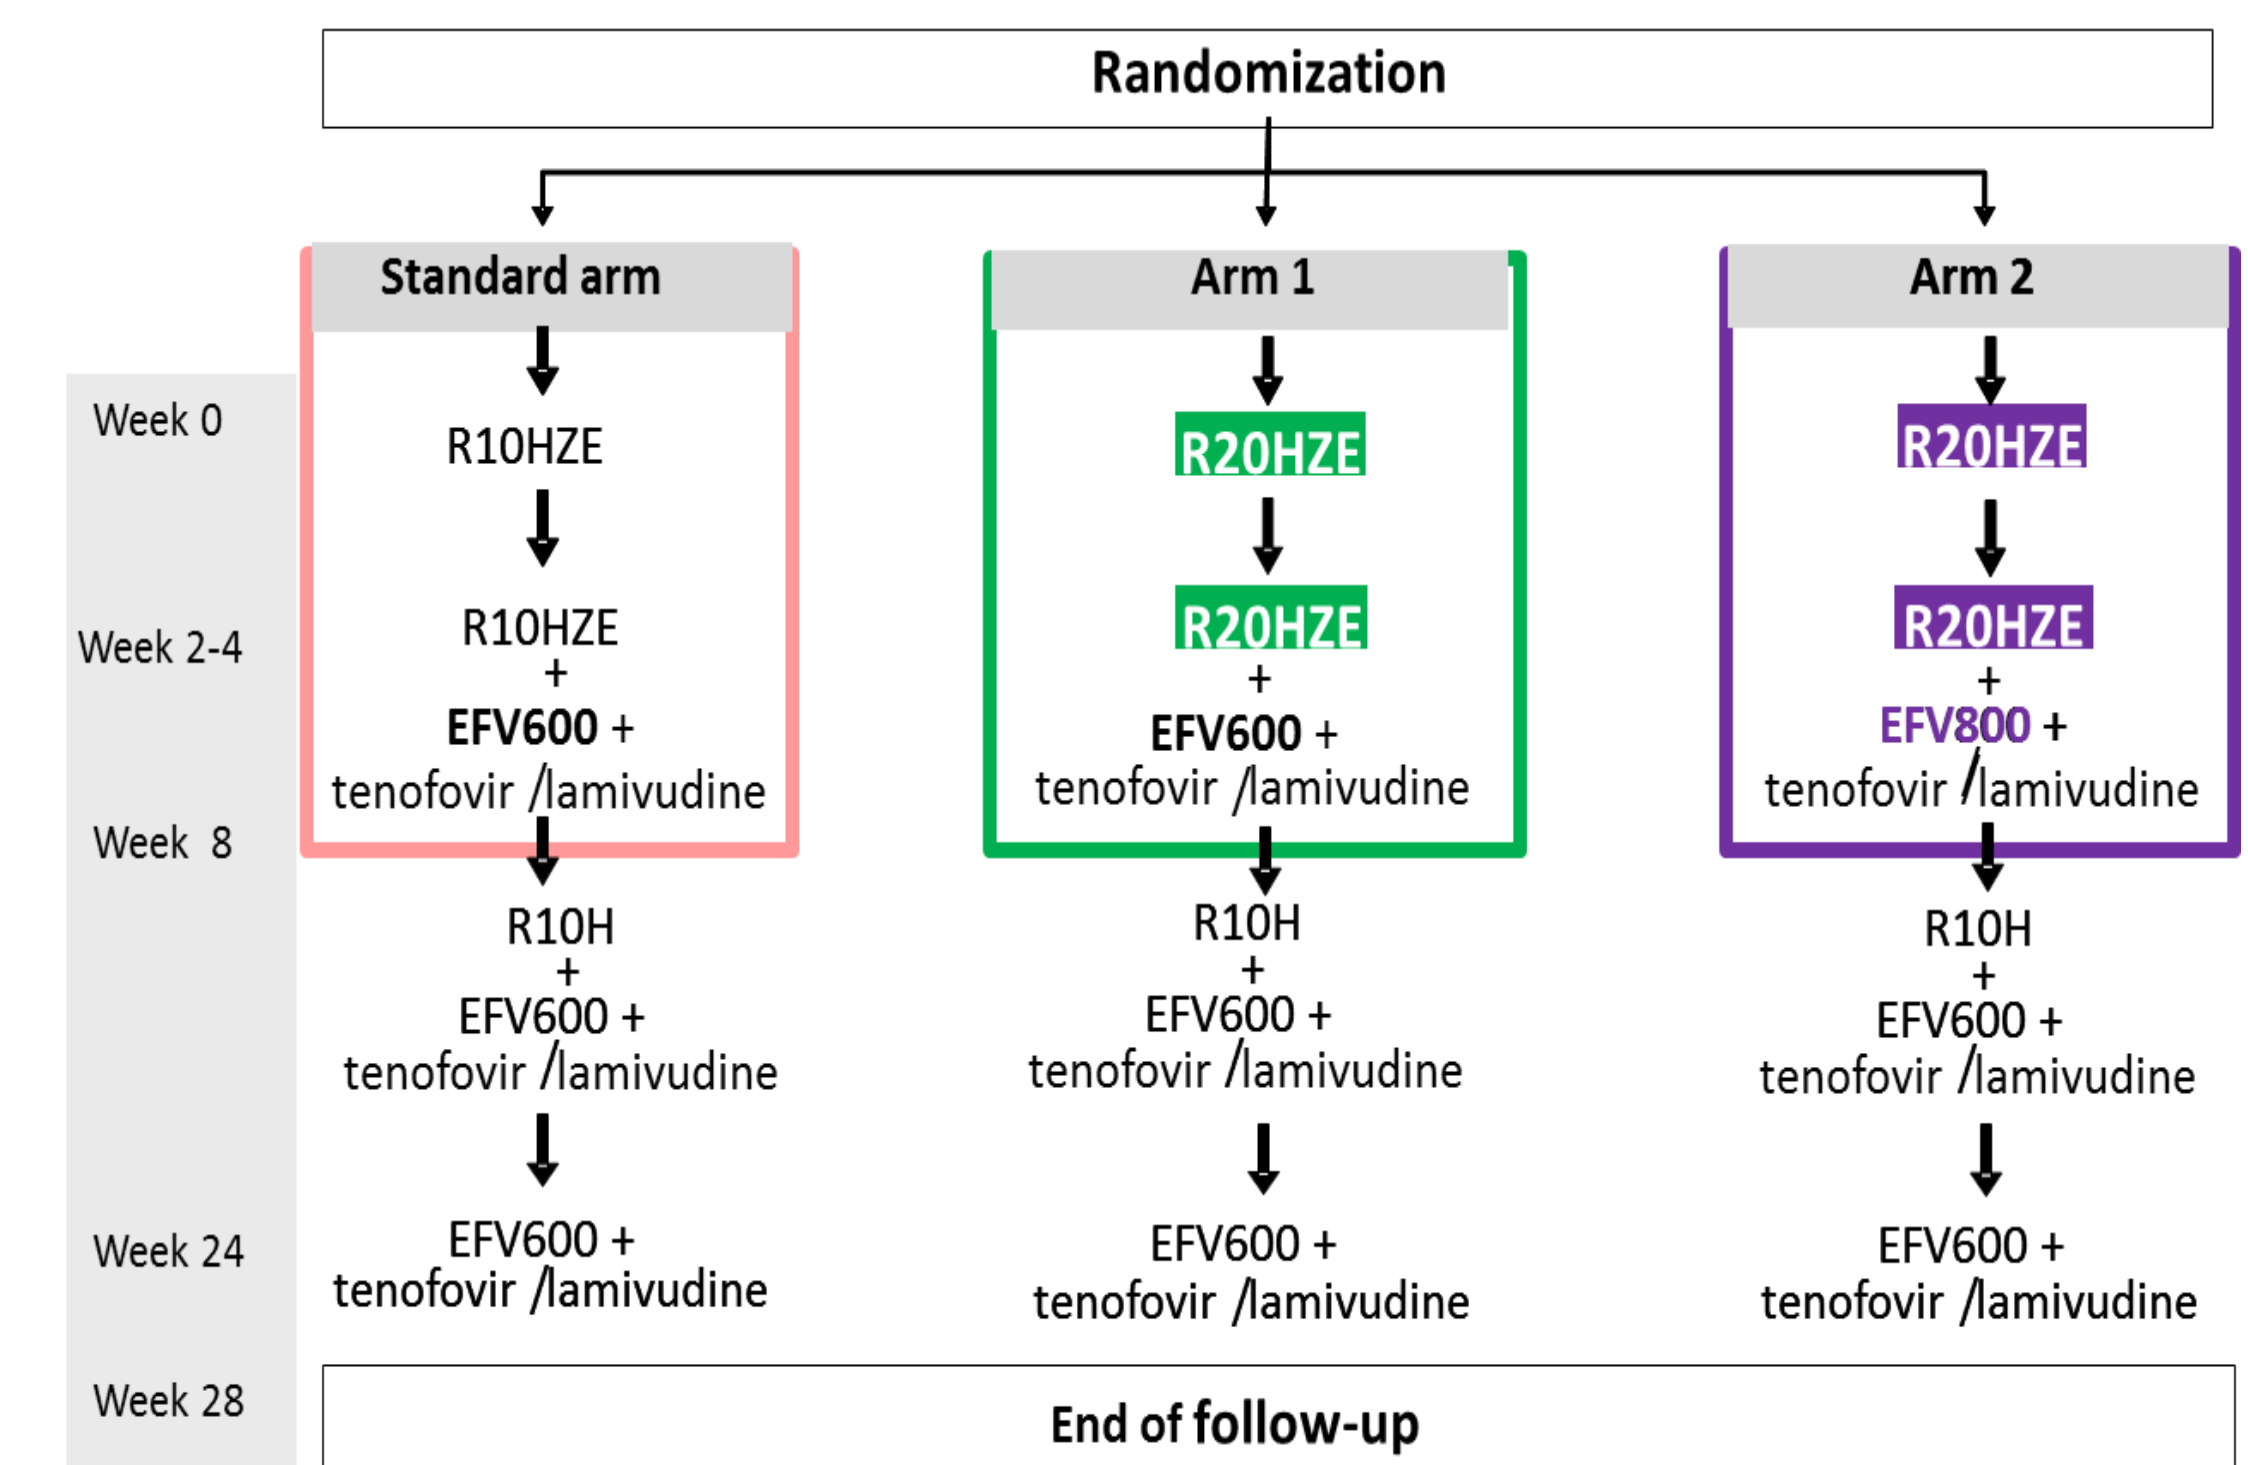 Randomization
Standard arm
Arm 1
Arm 2
Week 0
R10HZE
R20HZE
R20HZE
Week 2-4
R10HZE
+
EFV600 +
tenofovir /lamivudine
R20HZE
+
EFV600 +
tenofovir /lamivudine
R20HZE
+
EFV800 +
tenofovir /lamivudine
Week 8
R10H
+
EFV600 +
tenofovir /lamivudine
R10H
+
EFV600 +
tenofovir /lamivudine
R10H
+
EFV600 +
tenofovir /lamivudine
Week 24
EFV600 +
tenofovir /lamivudine
EFV600 +
tenofovir /lamivudine
EFV600 +
tenofovir /lamivudine
Week 28
End of follow-up